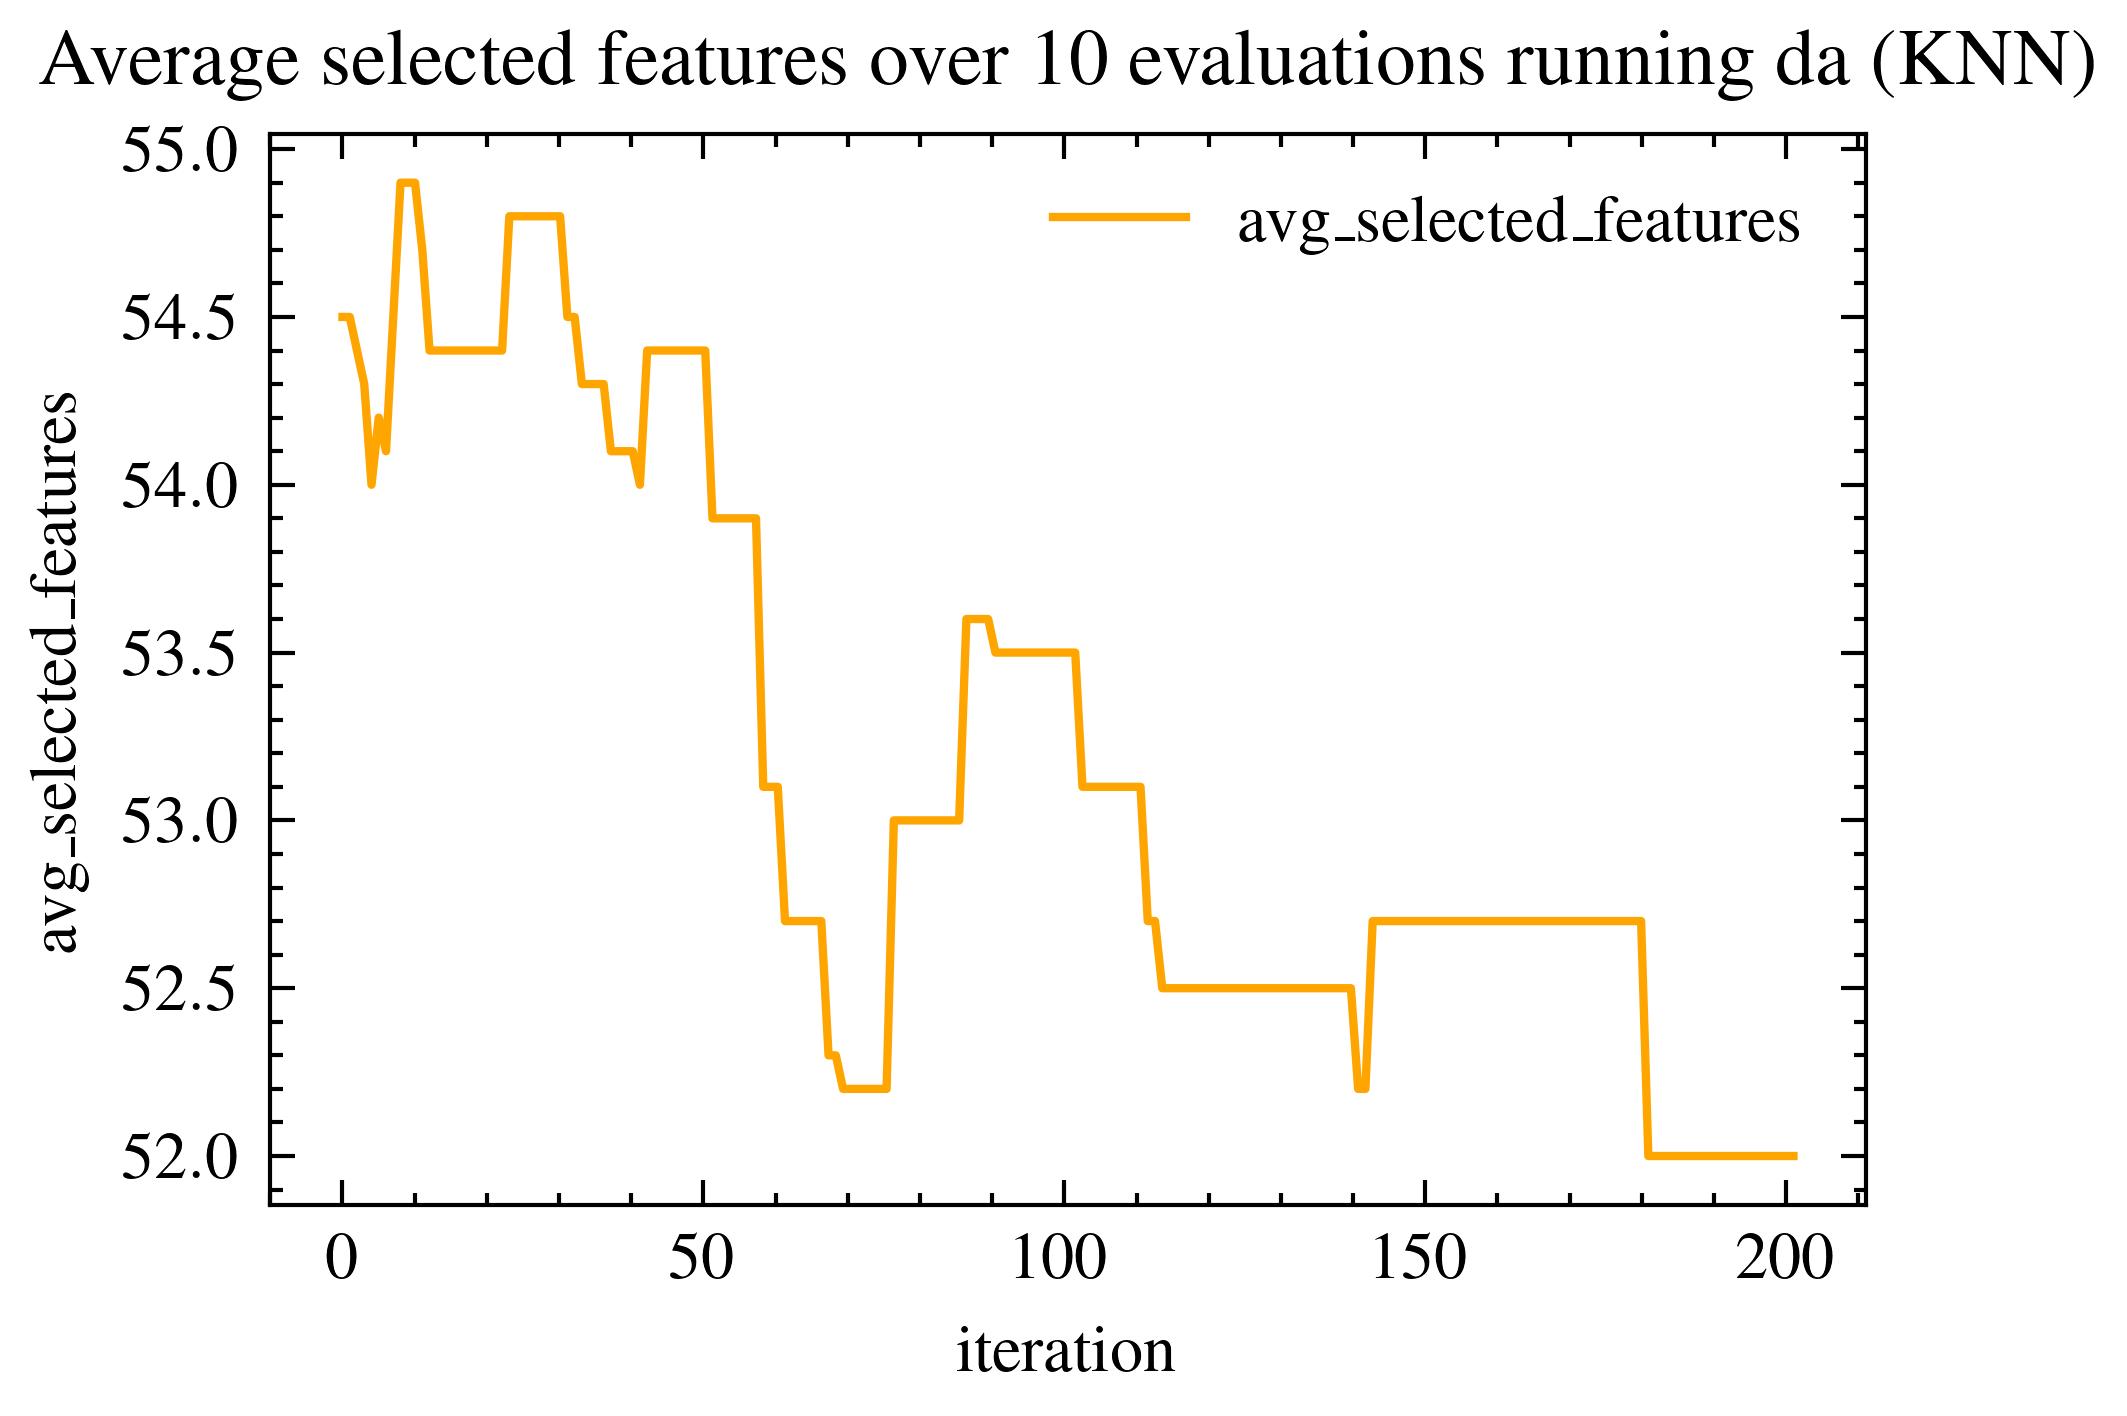 Average selected features over 10 evaluations running da (KNN)
55.0
54.5
54.0
53.5
53.0
52.5
52.0
avg_selected_features
avg_selected_features
0 50 100 150 200
iteration